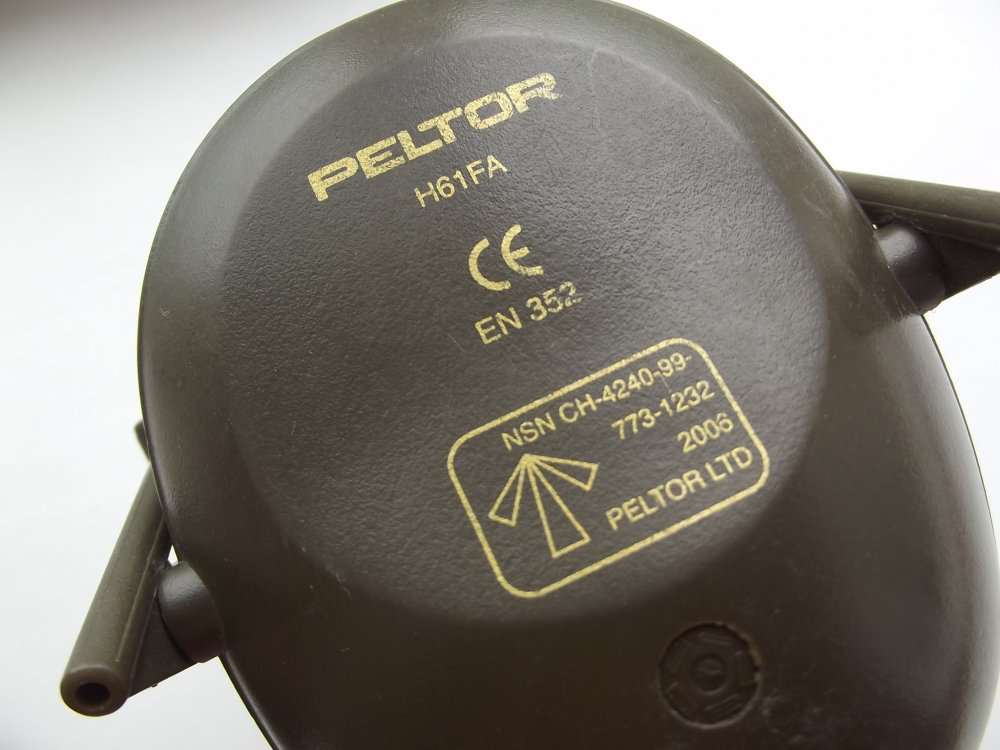 PELTOR
H61FA
CE
EN 352
NSN CH-4240-99-
773-1232
2006
PELTOR LTD